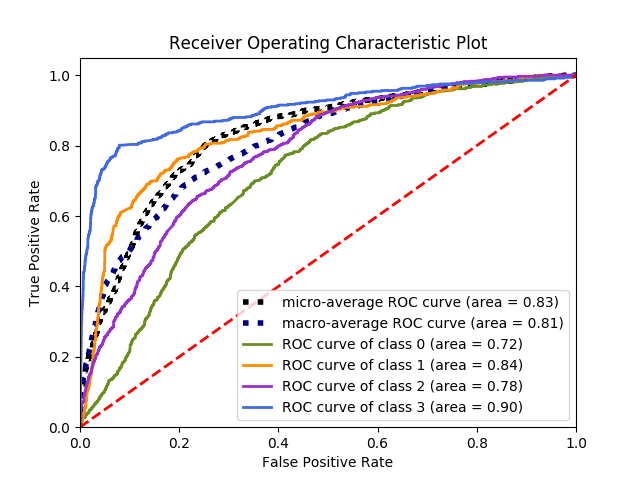 Receiver Operating Characteristic Plot
True Positive Rate
1.0
0.8
0.6
0.4
0.2
0.0
micro-average ROC curve (area = 0.83)
macro-average ROC curve (area = 0.81)
ROC curve of class 0 (area = 0.72)
ROC curve of class 1 (area = 0.84)
ROC curve of class 2 (area = 0.78)
ROC curve of class 3 (area = 0.90)
0.0 0.2 0.4 0.6 0.8 1.0
False Positive Rate